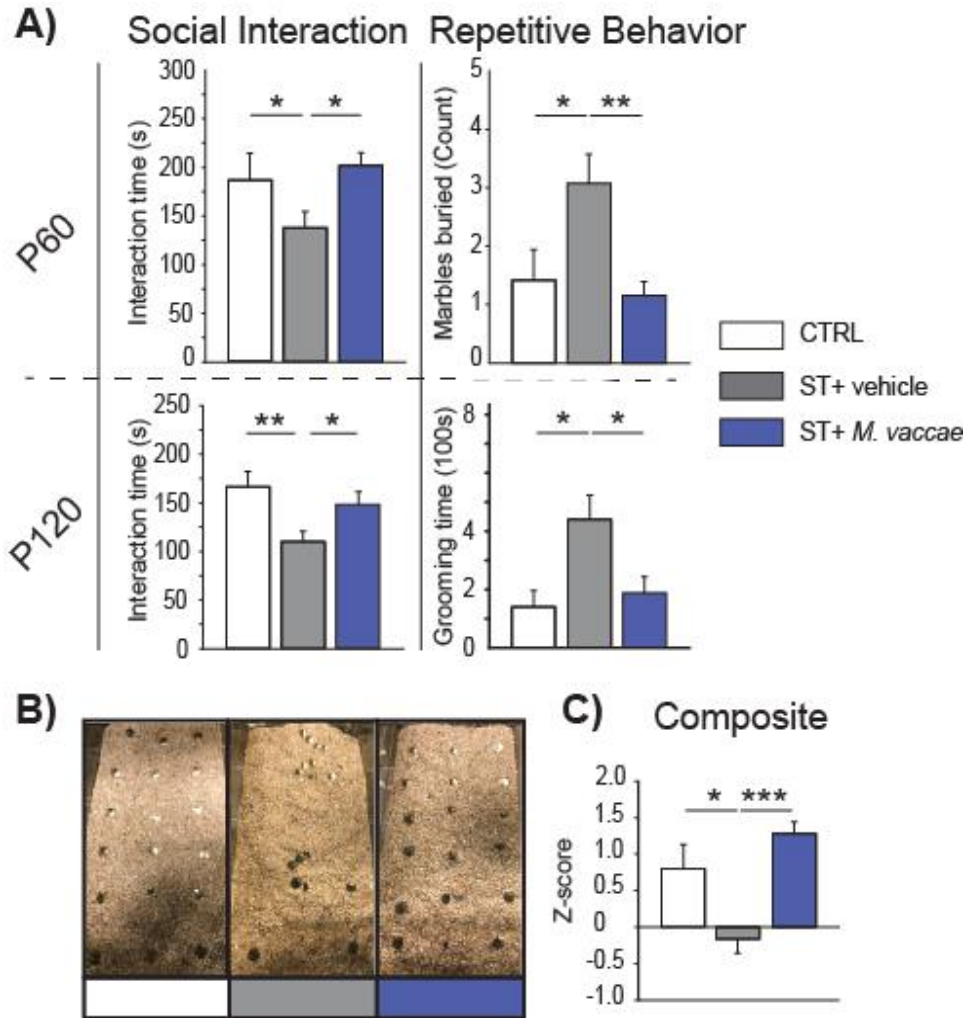 A) Social Interaction Repetitive Behavior
P60
Interaction time (s)
300
250
200
150
100
50
0
* *
Marbles buried (Count)
5
4
3
2
1
0
* **
CTRL
ST+ vehicle
ST+ M. vaccae
P120
Interaction time (s)
250
200
150
100
50
0
** *
Grooming time (100s)
8
6
4
2
0
* *
B)
C) Composite
Z-score
2.0
1.5
1.0
0.5
0
-0.5
-1.0
* ***